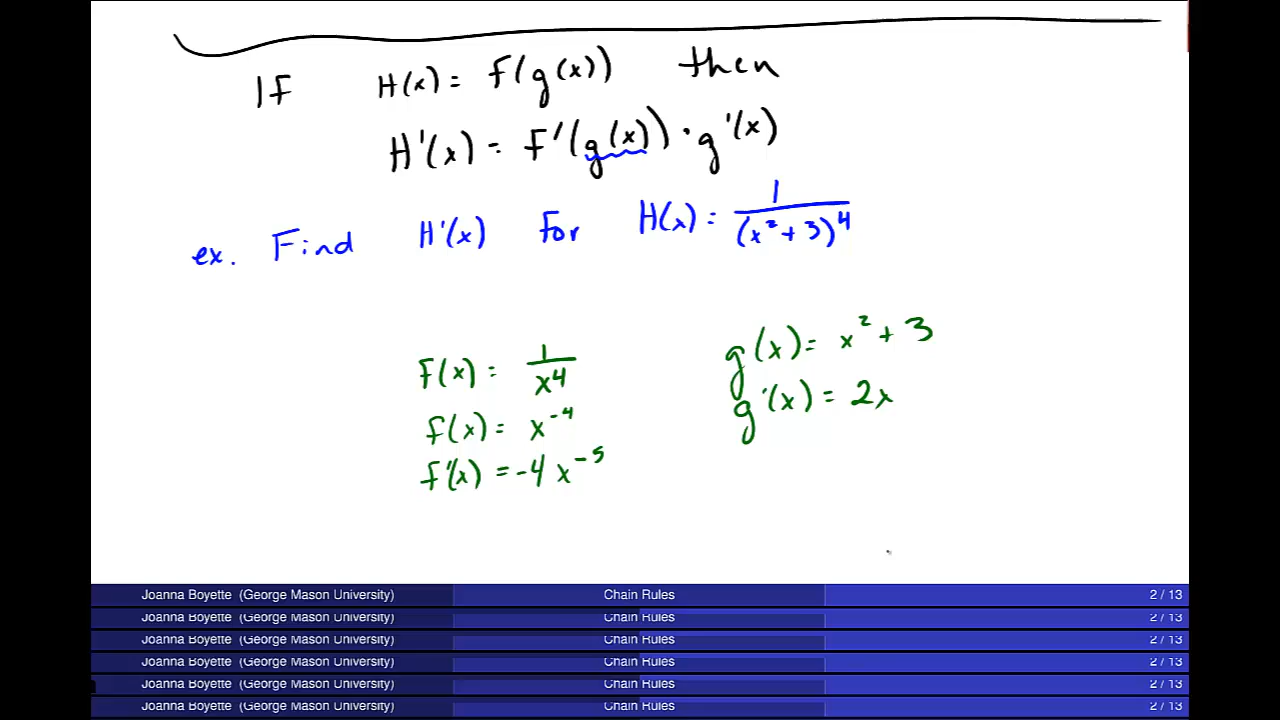 If H(x) = f(g(x)) then
H'(x) = f'(g(x)) · g'(x)
ex. Find H'(x) for H(x) = 1/(x² + 3)⁴
f(x) = 1/x⁴
f(x) = x⁻⁴
f'(x) = -4x⁻⁵
g(x) = x² + 3
g'(x) = 2x
Joanna Boyette (George Mason University) Chain Rules 2 / 13
Joanna Boyette (George Mason University) Chain Rules 2 / 13
Joanna Boyette (George Mason University) Chain Rules 2 / 13
Joanna Boyette (George Mason University) Chain Rules 2 / 13
Joanna Boyette (George Mason University) Chain Rules 2 / 13
Joanna Boyette (George Mason University) Chain Rules 2 / 13